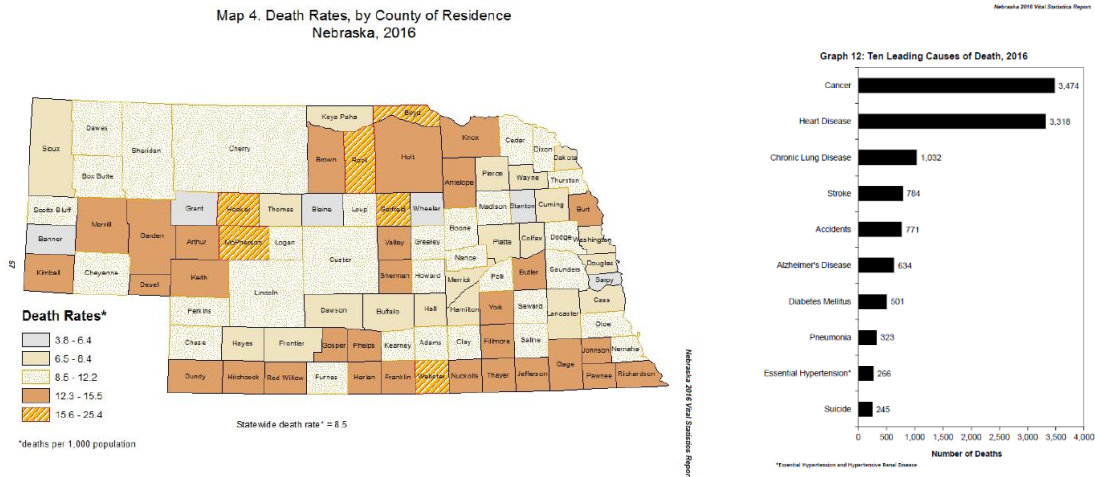 Map 4. Death Rates, by County of Residence
Nebraska, 2016
Sioux
Dawes
Box Butte
Sheridan
Cherry
Keya Paha
Boyd
Brown
Rock
Holt
Knox
Cedar
Dixon
Dakota
Antelope
Pierce
Wayne
Thurston
Scotts Bluff
Banner
Morrill
Garden
Grant
Hooker
Thomas
Blaine
Loup
Garfield
Wheeler
Madison
Stanton
Cuming
Burt
Kimball
Cheyenne
Deuel
Arthur
McPherson
Logan
Custer
Valley
Greeley
Boone
Platte
Colfax
Dodge
Washington
Keith
Lincoln
Sherman
Howard
Nance
Merrick
Polk
Butler
Saunders
Douglas
Sarpy
Perkins
Dawson
Buffalo
Hall
Hamilton
York
Seward
Lancaster
Cass
Otoe
Chase
Hayes
Frontier
Gosper
Phelps
Kearney
Adams
Clay
Fillmore
Saline
Gage
Johnson
Nemaha
Dundy
Hitchcock
Red Willow
Furnas
Harlan
Franklin
Webster
Nuckolls
Thayer
Jefferson
Pawnee
Richardson
57
Death Rates*
3.8 - 6.4
6.5 - 8.4
8.5 - 12.2
12.3 - 15.5
15.6 - 25.4
*deaths per 1,000 population
Statewide death rate* = 8.5
Nebraska 2016 Vital Statistics Repor
Nebraska 2016 Vital Statistics Report
Graph 12: Ten Leading Causes of Death, 2016
Cancer 3,474
Heart Disease 3,318
Chronic Lung Disease 1,032
Stroke 784
Accidents 771
Alzheimer's Disease 634
Diabetes Mellitus 501
Pneumonia 323
Essential Hypertension* 266
Suicide 245
0 500 1,000 1,500 2,000 2,500 3,000 3,500 4,000
Number of Deaths
*Essential Hypertension and Hypertensive Renal Disease